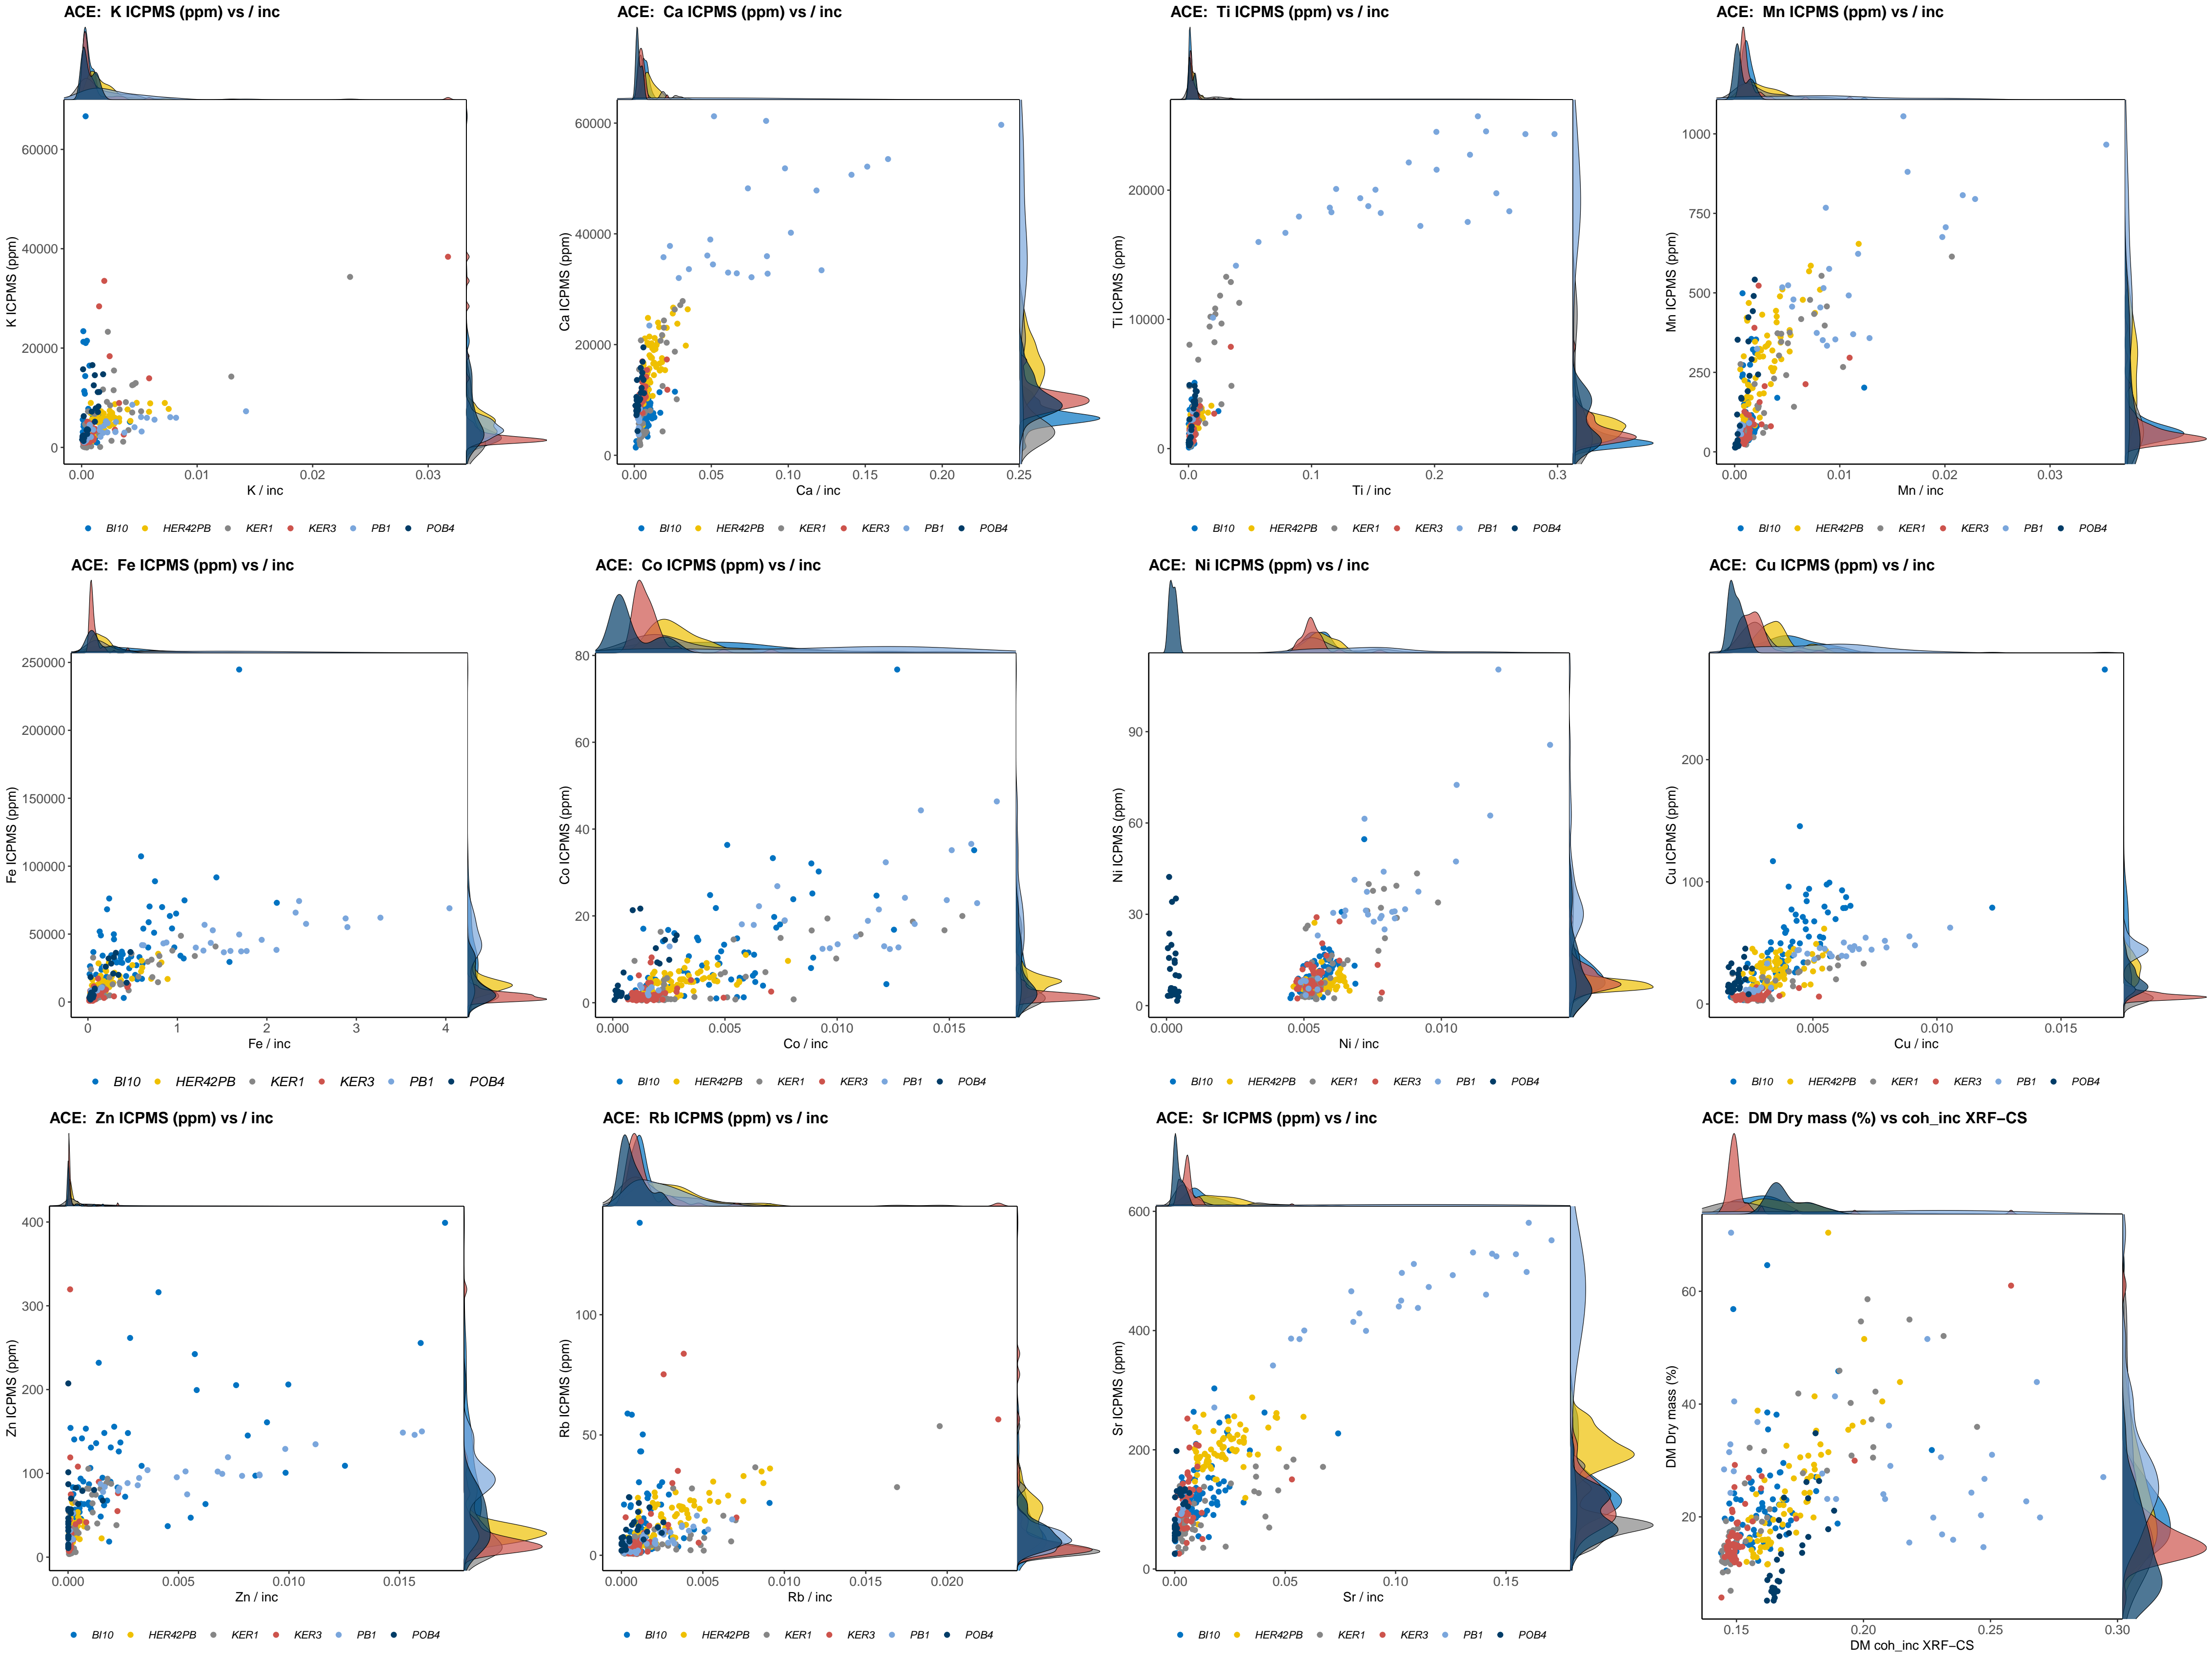 ACE:  K ICPMS (ppm) vs / inc
K ICPMS (ppm)
60000
40000
20000
0
0.00 0.01 0.02 0.03
K / inc
BI10 HER42PB KER1 KER3 PB1 POB4
ACE:  Ca ICPMS (ppm) vs / inc
Ca ICPMS (ppm)
60000
40000
20000
0
0.00 0.05 0.10 0.15 0.20 0.25
Ca / inc
BI10 HER42PB KER1 KER3 PB1 POB4
ACE:  Ti ICPMS (ppm) vs / inc
Ti ICPMS (ppm)
20000
10000
0
0.0 0.1 0.2 0.3
Ti / inc
BI10 HER42PB KER1 KER3 PB1 POB4
ACE:  Mn ICPMS (ppm) vs / inc
Mn ICPMS (ppm)
1000
750
500
250
0
0.00 0.01 0.02 0.03
Mn / inc
BI10 HER42PB KER1 KER3 PB1 POB4
ACE:  Fe ICPMS (ppm) vs / inc
Fe ICPMS (ppm)
250000
200000
150000
100000
50000
0
0 1 2 3 4
Fe / inc
BI10 HER42PB KER1 KER3 PB1 POB4
ACE:  Co ICPMS (ppm) vs / inc
Co ICPMS (ppm)
80
60
40
20
0
0.000 0.005 0.010 0.015
Co / inc
BI10 HER42PB KER1 KER3 PB1 POB4
ACE:  Ni ICPMS (ppm) vs / inc
Ni ICPMS (ppm)
90
60
30
0
0.000 0.005 0.010
Ni / inc
BI10 HER42PB KER1 KER3 PB1 POB4
ACE:  Cu ICPMS (ppm) vs / inc
Cu ICPMS (ppm)
200
100
0
0.005 0.010 0.015
Cu / inc
BI10 HER42PB KER1 KER3 PB1 POB4
ACE:  Zn ICPMS (ppm) vs / inc
Zn ICPMS (ppm)
400
300
200
100
0
0.000 0.005 0.010 0.015
Zn / inc
BI10 HER42PB KER1 KER3 PB1 POB4
ACE:  Rb ICPMS (ppm) vs / inc
Rb ICPMS (ppm)
100
50
0
0.000 0.005 0.010 0.015 0.020
Rb / inc
BI10 HER42PB KER1 KER3 PB1 POB4
ACE:  Sr ICPMS (ppm) vs / inc
Sr ICPMS (ppm)
600
400
200
0
0.00 0.05 0.10 0.15
Sr / inc
BI10 HER42PB KER1 KER3 PB1 POB4
ACE:  DM Dry mass (%) vs coh_inc XRF−CS
DM Dry mass (%)
60
40
20
0.15 0.20 0.25 0.30
DM coh_inc XRF−CS
BI10 HER42PB KER1 KER3 PB1 POB4